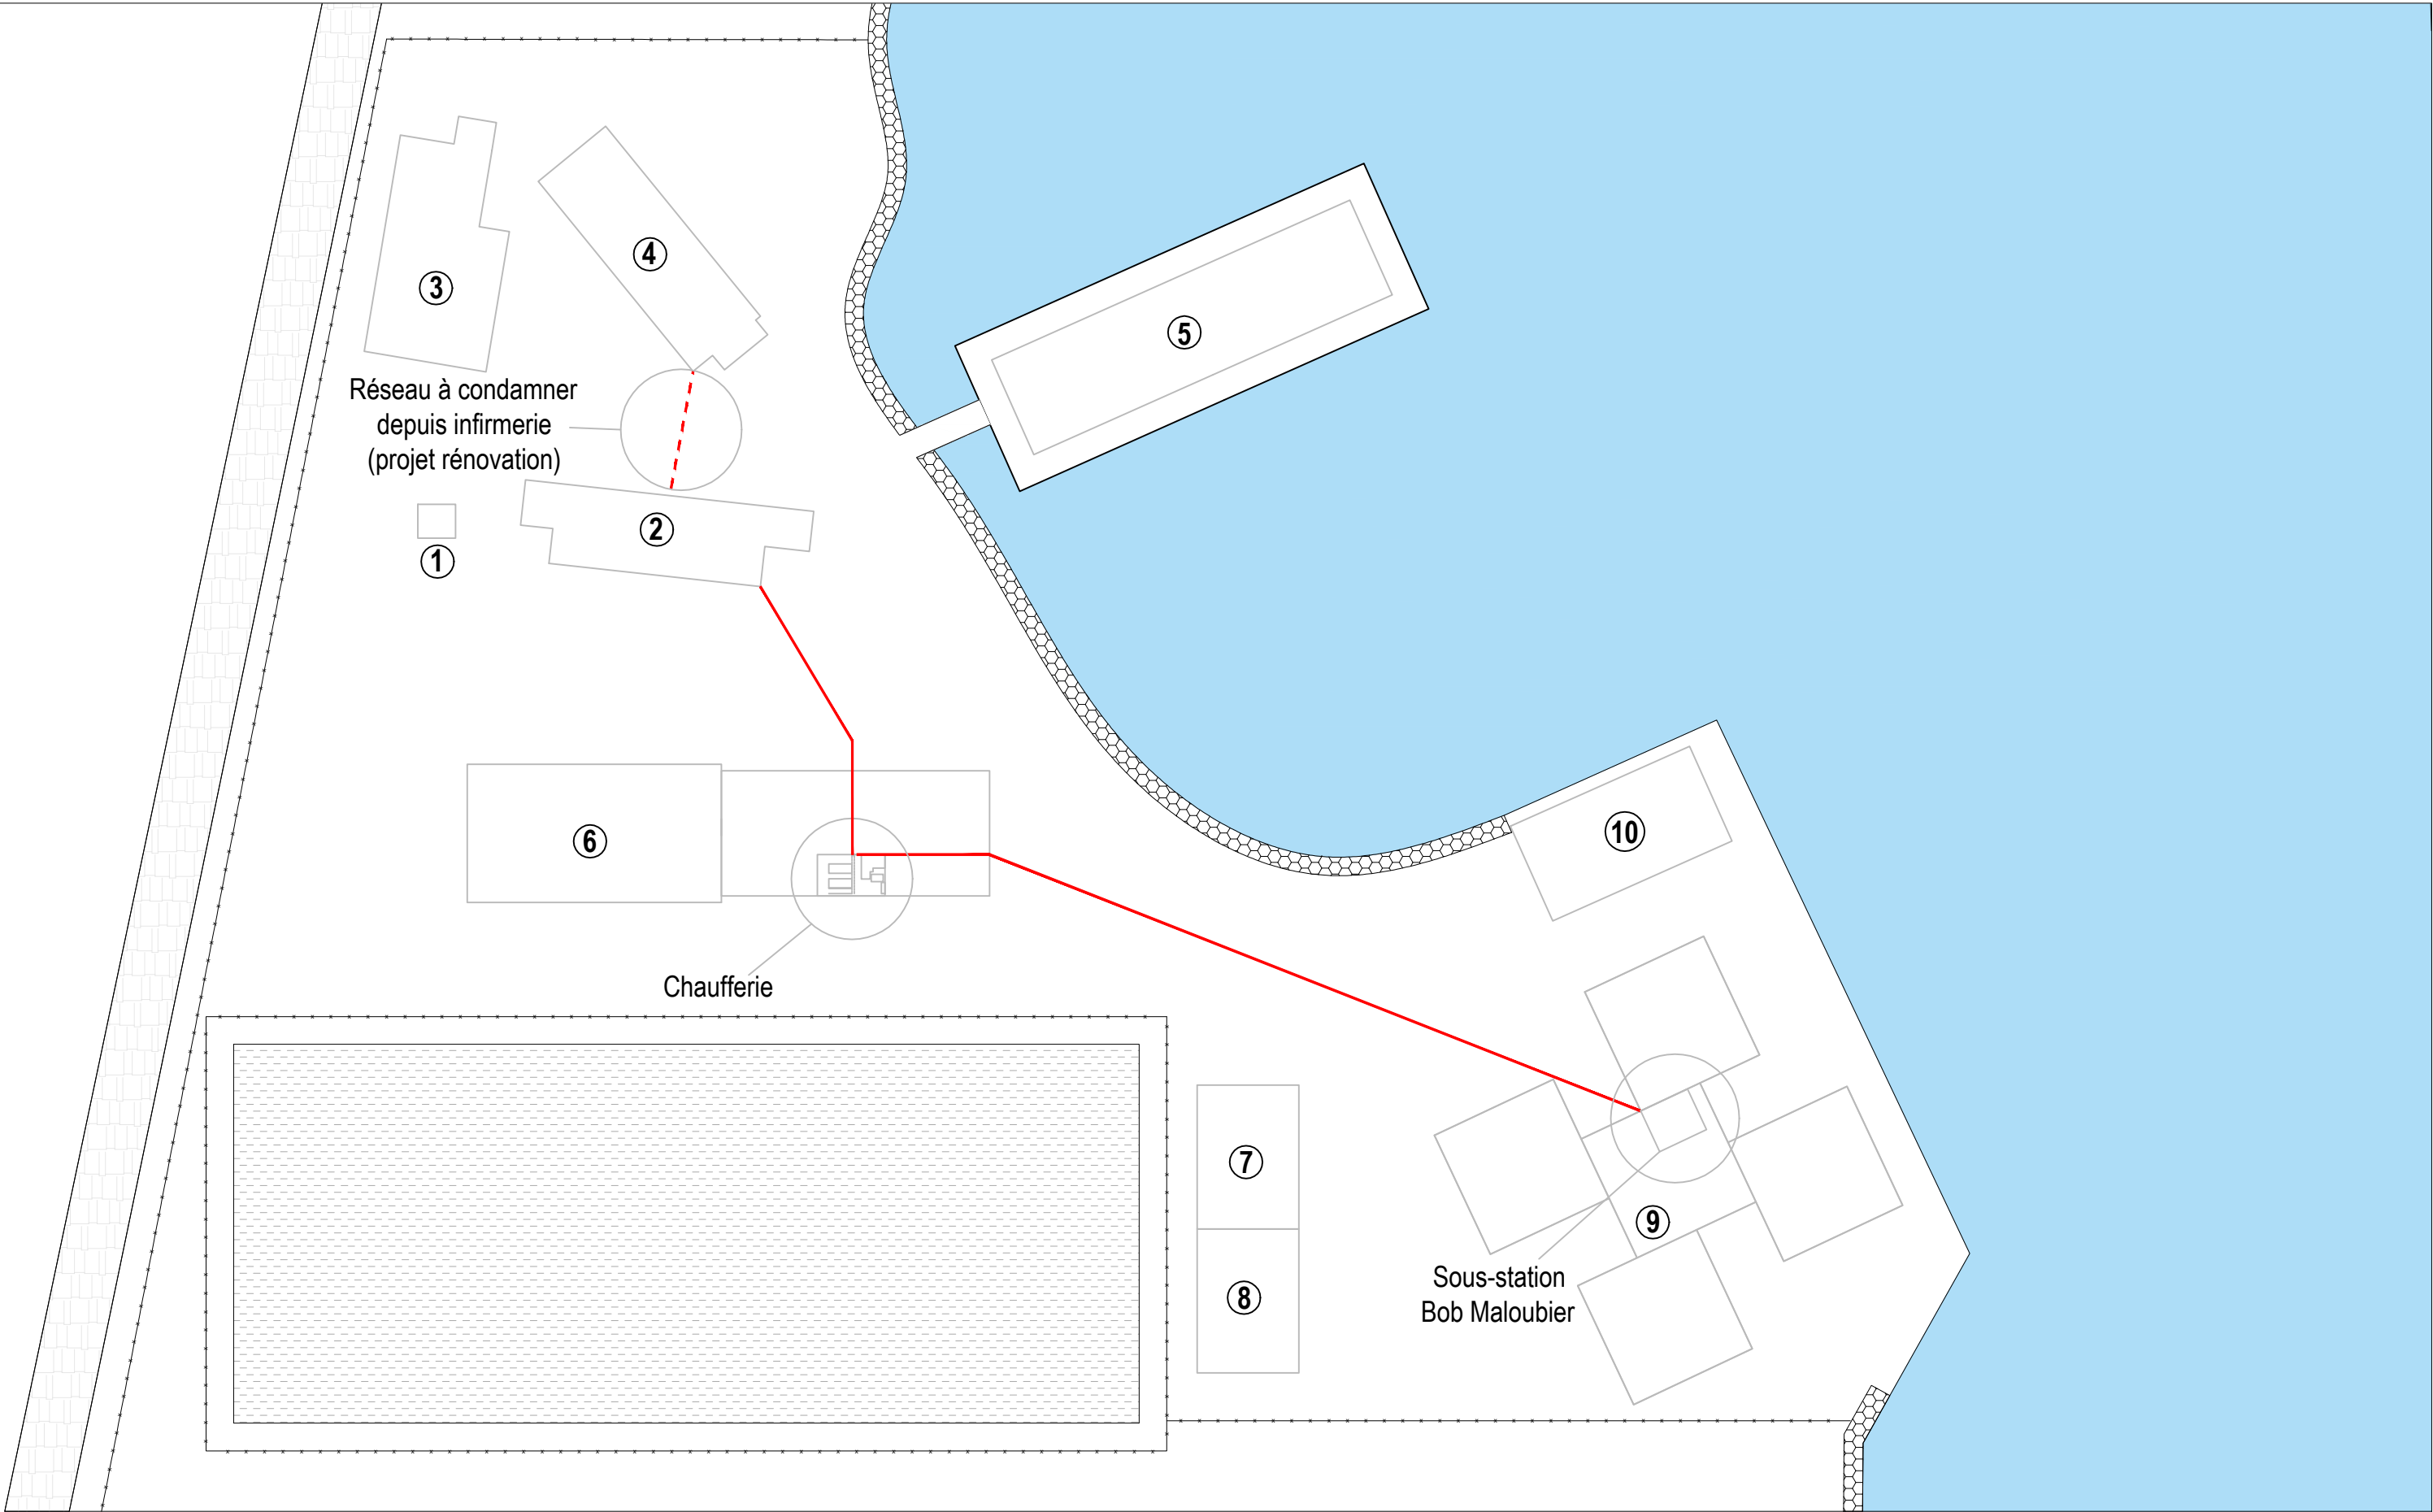 4
3
5
Réseau à condamner
depuis infirmerie
(projet rénovation)
2
1
6
10
Chaufferie
7
9
8
Sous-station
Bob Maloubier